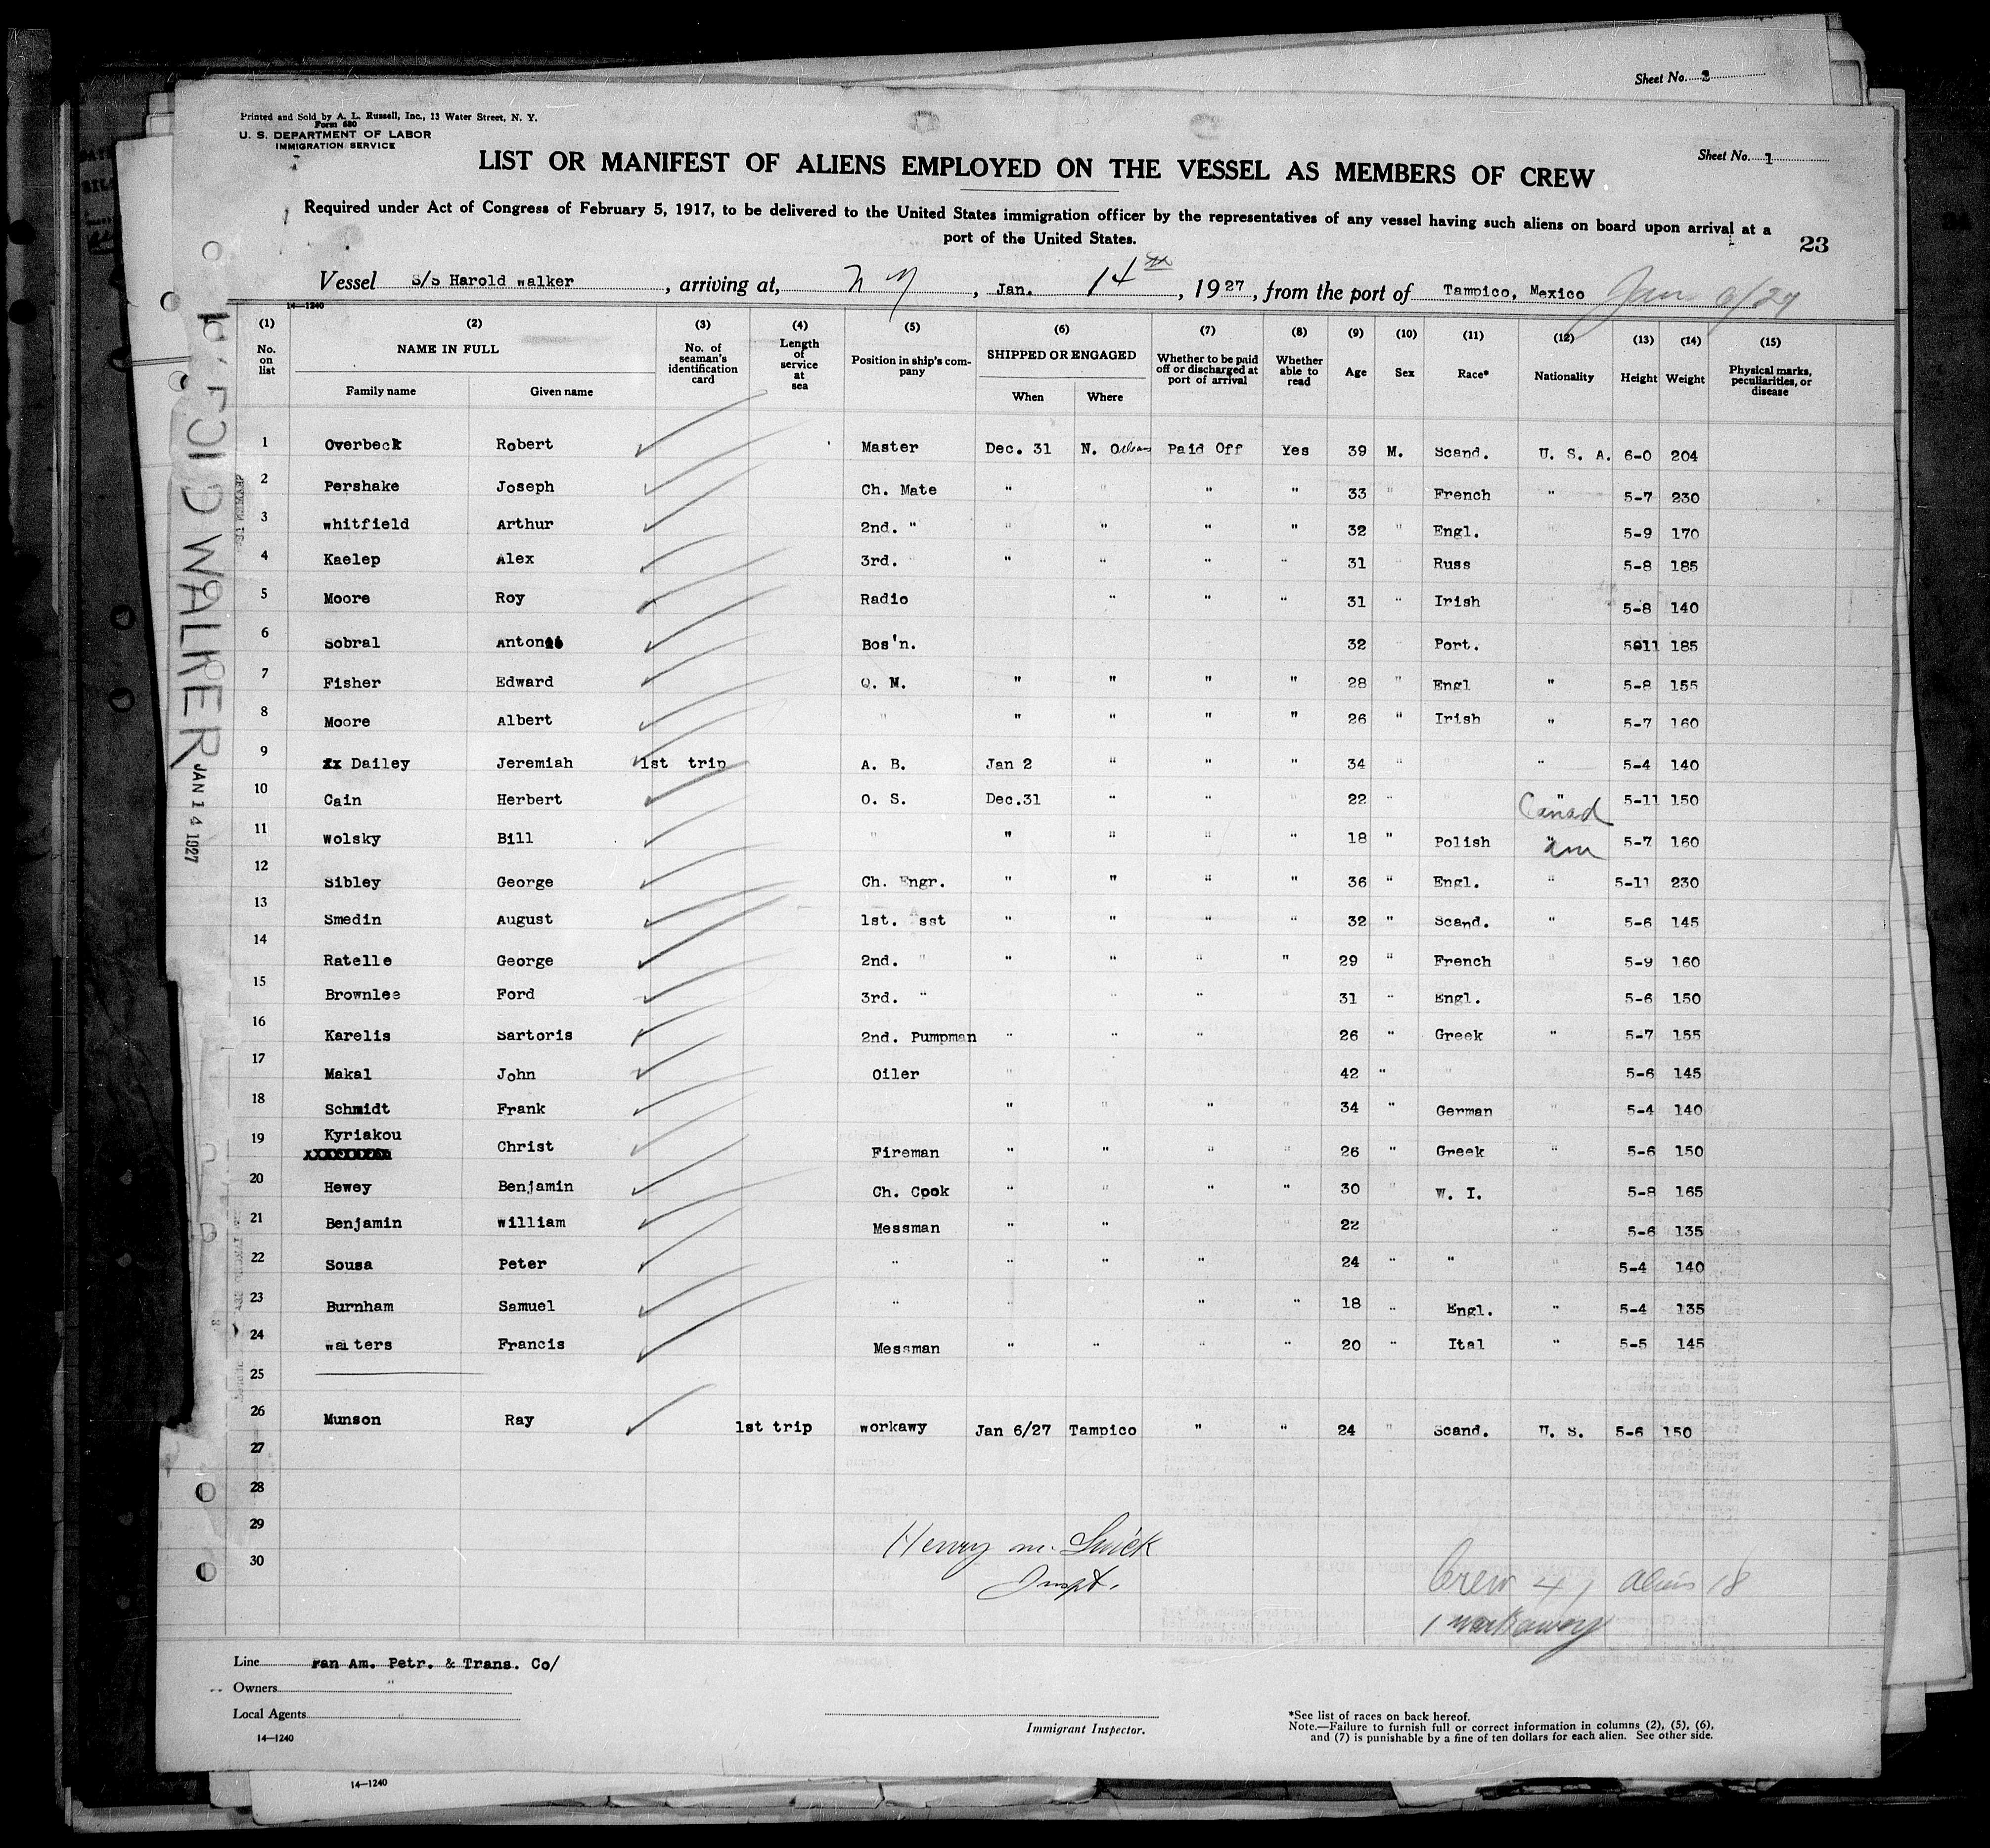 Sheet No. 2
Printed and Sold by A. L. Russell, Inc., 13 Water Street, N. Y.
Form 680
U. S. DEPARTMENT OF LABOR
IMMIGRATION SERVICE
Sheet No. 1
LIST OR MANIFEST OF ALIENS EMPLOYED ON THE VESSEL AS MEMBERS OF CREW
Required under Act of Congress of February 5, 1917, to be delivered to the United States immigration officer by the representatives of any vessel having such aliens on board upon arrival at a
port of the United States.
23
Vessel S/S Harold walker, arriving at, N Y, Jan. 14th, 1927, from the port of Tampico, Mexico Jan 6/27
14—1240
(1) (2) (3) (4) (5) (6) (7) (8) (9) (10) (11) (12) (13) (14) (15)
No. on list NAME IN FULL Family name Given name No. of seaman's identification card Length of service at sea Position in ship's company SHIPPED OR ENGAGED When Where Whether to be paid off or discharged at port of arrival Whether able to read Age Sex Race* Nationality Height Weight Physical marks, peculiarities, or disease
1 Overbeck Robert Master Dec. 31 N. Orleans Paid Off Yes 39 M. Scand. U. S. A. 6-0 204
2 Pershake Joseph Ch. Mate " " " " 33 " French " 5-7 230
3 whitfield Arthur 2nd. " " " " " 32 " Engl. 5-9 170
4 Kaelep Alex 3rd. " " " " 31 " Russ 5-8 185
5 Moore Roy Radio " " " 31 " Irish 5-8 140
6 Sobral Anton Bos'n. 32 Port. 5011 185
7 Fisher Edward Q. M. " " " " 28 " Engl " 5-8 155
8 Moore Albert " " " " " 26 " Irish " 5-7 160
9 Dailey Jeremiah 1st trip A. B. Jan 2 " " " 34 " " " 5-4 140
10 Cain Herbert O. S. Dec.31 " " " 22 " " " Canad 5-11 150
11 Wolsky Bill " " " " " 18 " Polish " am 5-7 160
12 Sibley George Ch. Engr. " " " " 36 " Engl. " 5-11 230
13 Smedin August 1st. Asst " " " " 32 " Scand. " 5-6 145
14 Ratelle George 2nd. " " " " " 29 " French " 5-9 160
15 Brownlee Ford 3rd. " " " 31 " Engl. 5-6 150
16 Karelis Sartoris 2nd. Pumpman " " " 26 " Greek " 5-7 155
17 Makal John Oiler " " 42 " " 5-6 145
18 Schmidt Frank " " " 34 " German " 5-4 140
19 Kyriakou Christ Fireman " " " " 26 " Greek " 5-6 150
20 Hewey Benjamin Ch. Cook " " " " 30 " W. I. " 5-8 165
21 Benjamin william Messman " " 22 " 5-6 135
22 Sousa Peter " " " " " 24 " " 5-4 140
23 Burnham Samuel " " " " 18 " Engl. " 5-4 135
24 walters Francis Messman " " " " 20 " Ital " 5-5 145
25
26 Munson Ray 1st trip workawy Jan 6/27 Tampico " " 24 " Scand. U. S. 5-6 150
27
28
29
30
Henry M. Quick
Inspt.
Crew 41 aliens 18
1 workaway
Line Pan Am. Petr. & Trans. Co/
Owners "
Local Agents "
14—1240
Immigrant Inspector.
*See list of races on back hereof.
Note.—Failure to furnish full or correct information in columns (2), (5), (6),
and (7) is punishable by a fine of ten dollars for each alien. See other side.
14—1240
WALKER
JAN 14 1927